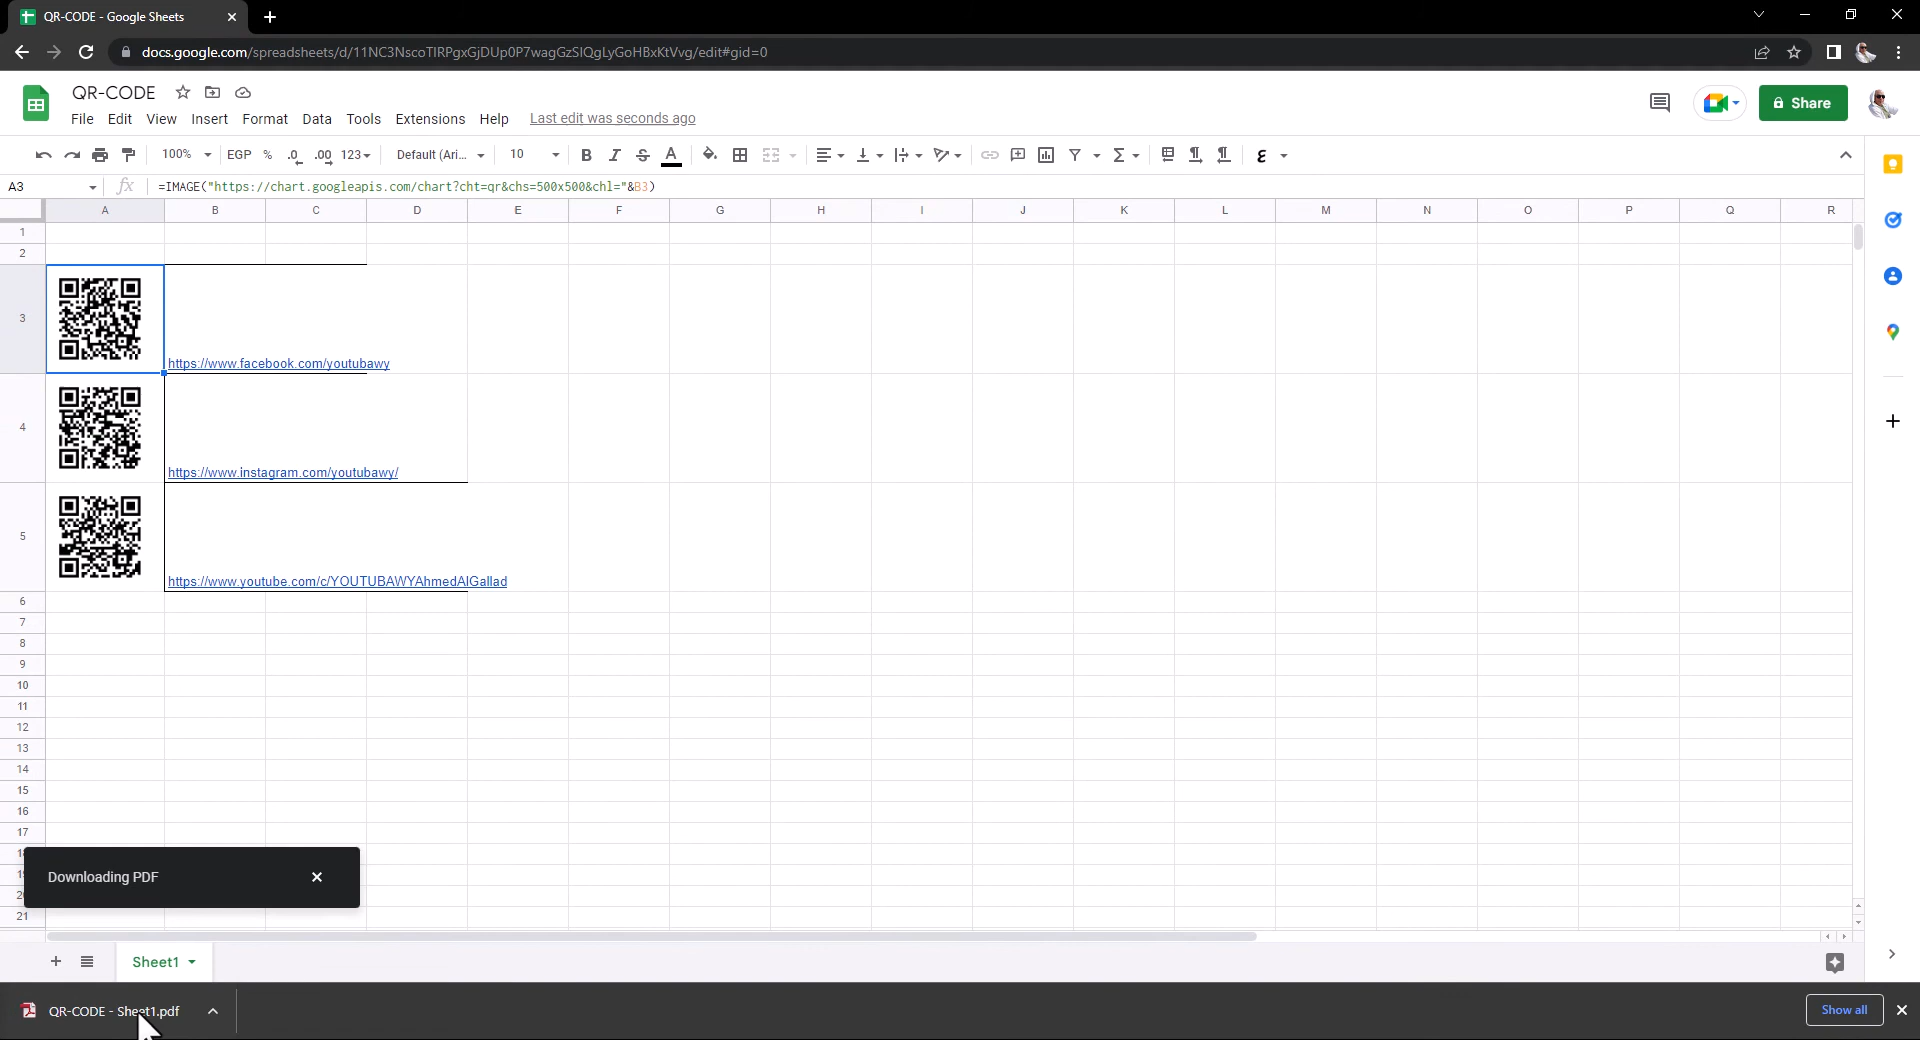 QR-CODE - Google Sheets
docs.google.com/spreadsheets/d/11NC3NscoTIRPgxGjDUp0P7wagGzSIQgLyGoHBxKtVvg/edit#gid=0
QR-CODE
File Edit View Insert Format Data Tools Extensions Help Last edit was seconds ago
Share
100% EGP % .0 .00 123 Default (Ari... 10 B I S A
A3 fx =IMAGE("https://chart.googleapis.com/chart?cht=qr&chs=500x500&chl="&B3)
A B C D E F G H I J K L M N O P Q R
1
2
3 https://www.facebook.com/youtubawy
4 https://www.instagram.com/youtubawy/
5 https://www.youtube.com/c/YOUTUBAWYAhmedAlGallad
6
7
8
9
10
11
12
13
14
15
16
17
21
Downloading PDF
Sheet1
QR-CODE - Sheet1.pdf
Show all